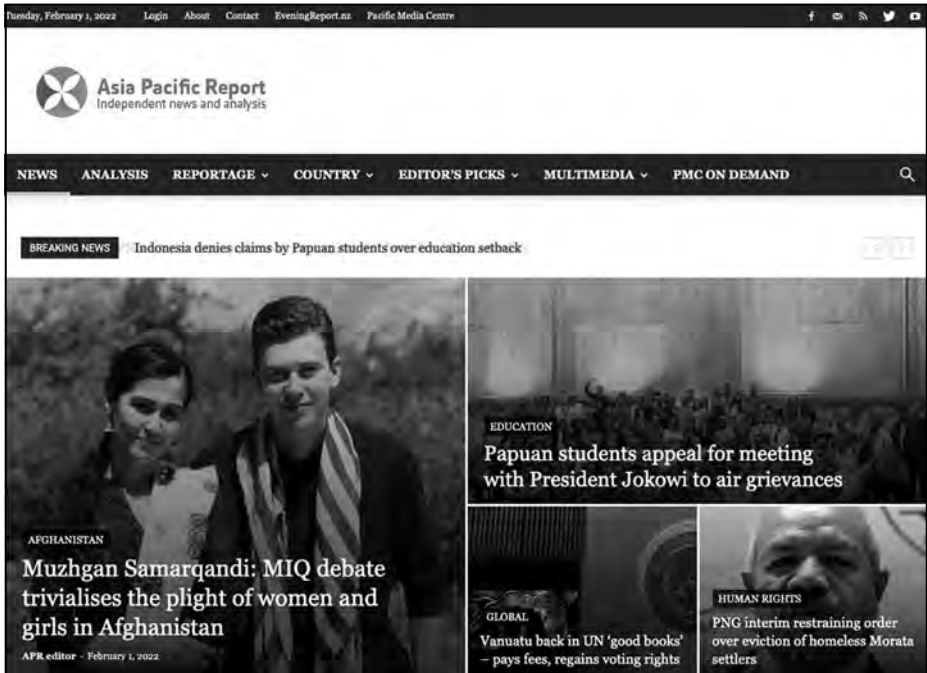 Tuesday, February 1, 2022 Login About Contact EveningReport.nz Pacific Media Centre
Asia Pacific Report
Independent news and analysis
NEWS ANALYSIS REPORTAGE COUNTRY EDITOR'S PICKS MULTIMEDIA PMC ON DEMAND
BREAKING NEWS Indonesia denies claims by Papuan students over education setback
EDUCATION
Papuan students appeal for meeting
with President Jokowi to air grievances
AFGHANISTAN
Muzhgan Samarqandi: MIQ debate
trivialises the plight of women and
girls in Afghanistan
APR editor - February 1, 2022
GLOBAL
Vanuatu back in UN 'good books'
– pays fees, regains voting rights
HUMAN RIGHTS
PNG interim restraining order
over eviction of homeless Morata
settlers